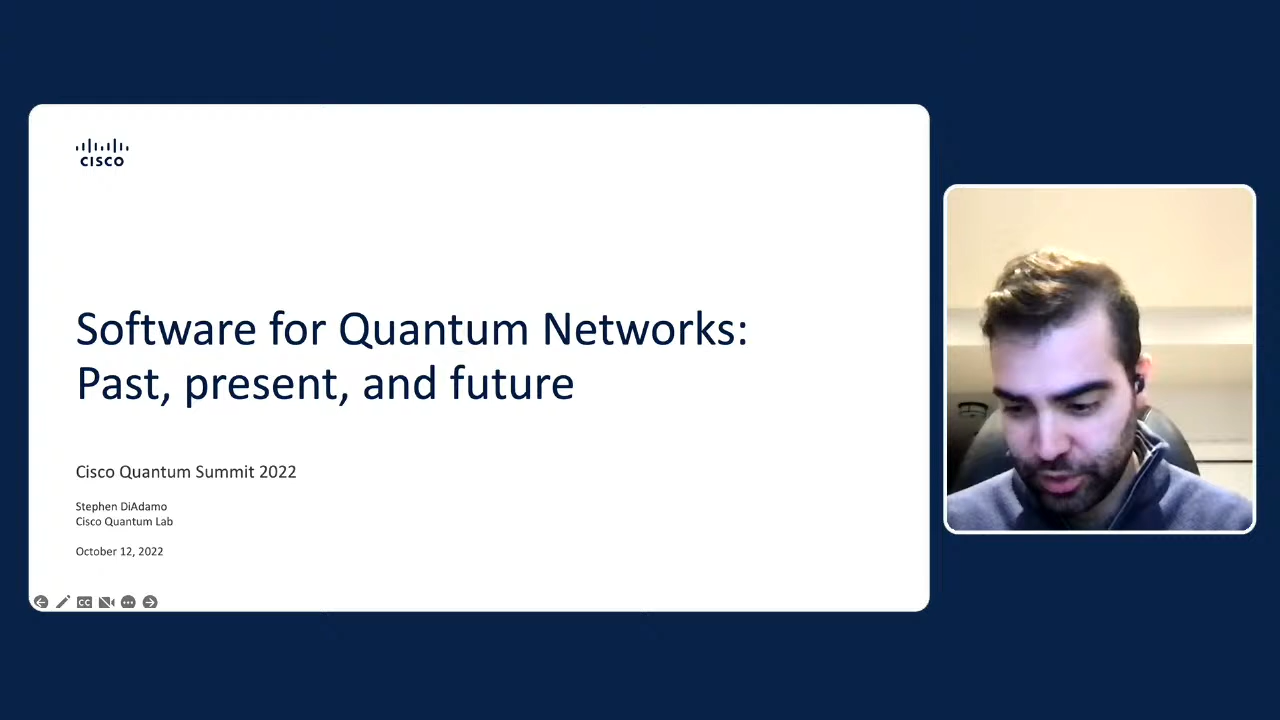 CISCO
Software for Quantum Networks:
Past, present, and future
Cisco Quantum Summit 2022
Stephen DiAdamo
Cisco Quantum Lab
October 12, 2022
CC